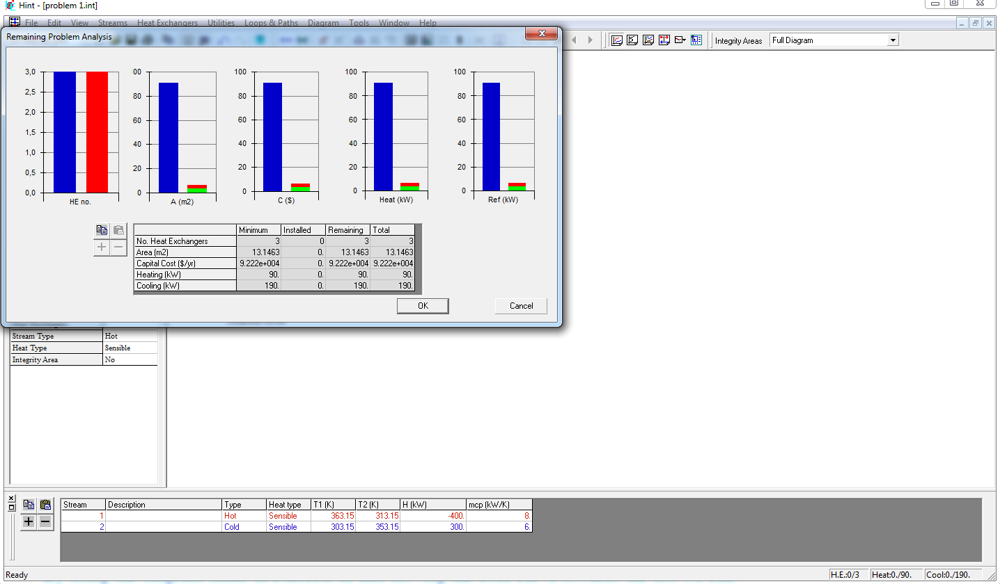 Hint - [problem 1.int]
File Edit View Streams Heat Exchangers Utilities Loops & Paths Diagram Tools Window Help
Remaining Problem Analysis
Integrity Areas Full Diagram
3,0
2,5
2,0
1,5
1,0
0,5
0,0
HE no.
00
80
60
40
20
0
A (m2)
100
80
60
40
20
0
C ($)
100
80
60
40
20
0
Heat (kW)
100
80
60
40
20
0
Ref (kW)
Minimum Installed Remaining Total
No. Heat Exchangers 3 0 3 3
Area (m2) 13.1463 0. 13.1463 13.1463
Capital Cost ($/yr) 9.222e+004 0. 9.222e+004 9.222e+004
Heating (kW) 90. 0. 90. 90.
Cooling (kW) 190. 0. 190. 190.
OK Cancel
Stream Type Hot
Heat Type Sensible
Integrity Area No
Stream Description Type Heat type T1 (K) T2 (K) H (kW) mcp (kW/K)
1 Hot Sensible 363.15 313.15 -400. 8.
2 Cold Sensible 303.15 353.15 300. 6.
Ready H.E.:0/3 Heat:0./90. Cool:0./190.